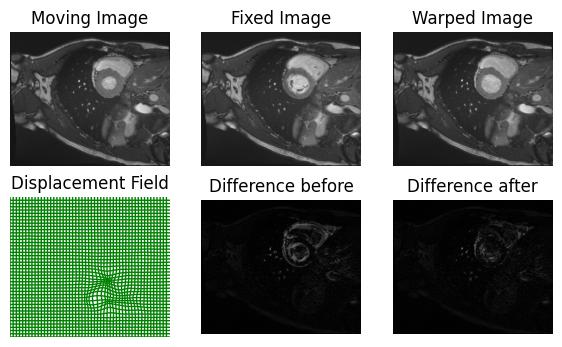 Moving Image
Fixed Image
Warped Image
Displacement Field
Difference before
Difference after